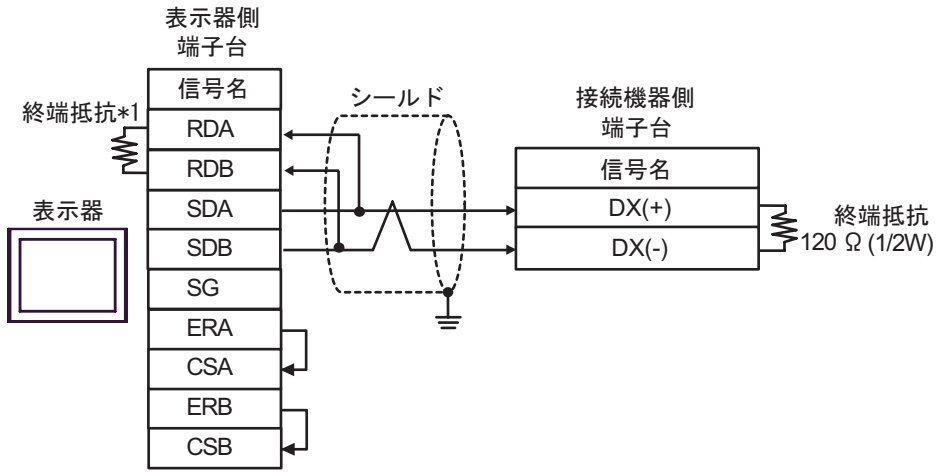 表示器側
端子台
信号名
終端抵抗*1
RDA
RDB
SDA
SDB
SG
ERA
CSA
ERB
CSB
表示器
シールド
接続機器側
端子台
信号名
DX(+)
DX(-)
終端抵抗
120 Ω (1/2W)